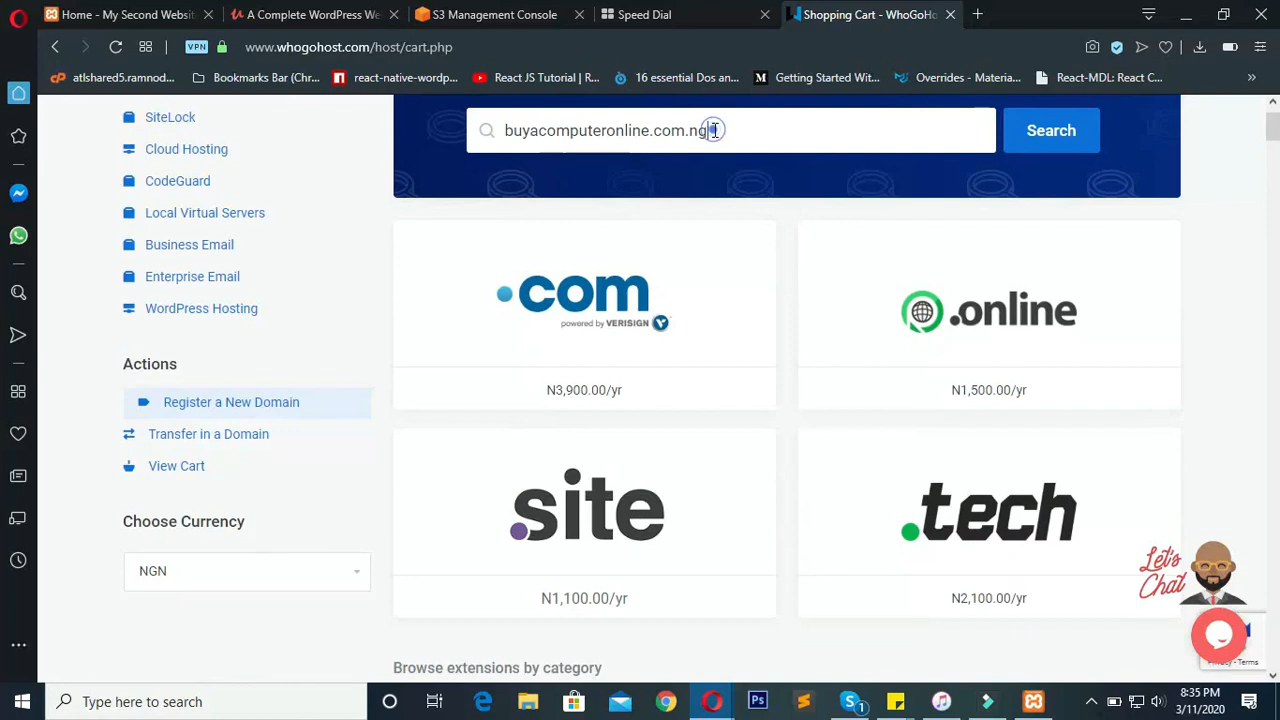 Home - My Second Websit
A Complete WordPress We
S3 Management Console
Speed Dial
Shopping Cart - WhoGoHo
VPN
www.whogohost.com/host/cart.php
atlshared5.ramnod...
Bookmarks Bar (Chr...
react-native-wordp...
React JS Tutorial | R...
16 essential Dos an...
Getting Started Wit...
Overrides - Materia...
React-MDL: React C...
SiteLock
Cloud Hosting
CodeGuard
Local Virtual Servers
Business Email
Enterprise Email
WordPress Hosting
Actions
Register a New Domain
Transfer in a Domain
View Cart
Choose Currency
NGN
buyacomputeronline.com.ng
Search
.com
powered by VERISIGN
N3,900.00/yr
.online
N1,500.00/yr
.site
N1,100.00/yr
.tech
N2,100.00/yr
Browse extensions by category
Let's
Chat
Privacy - Terms
Type here to search
Ps
1
8:35 PM
3/11/2020